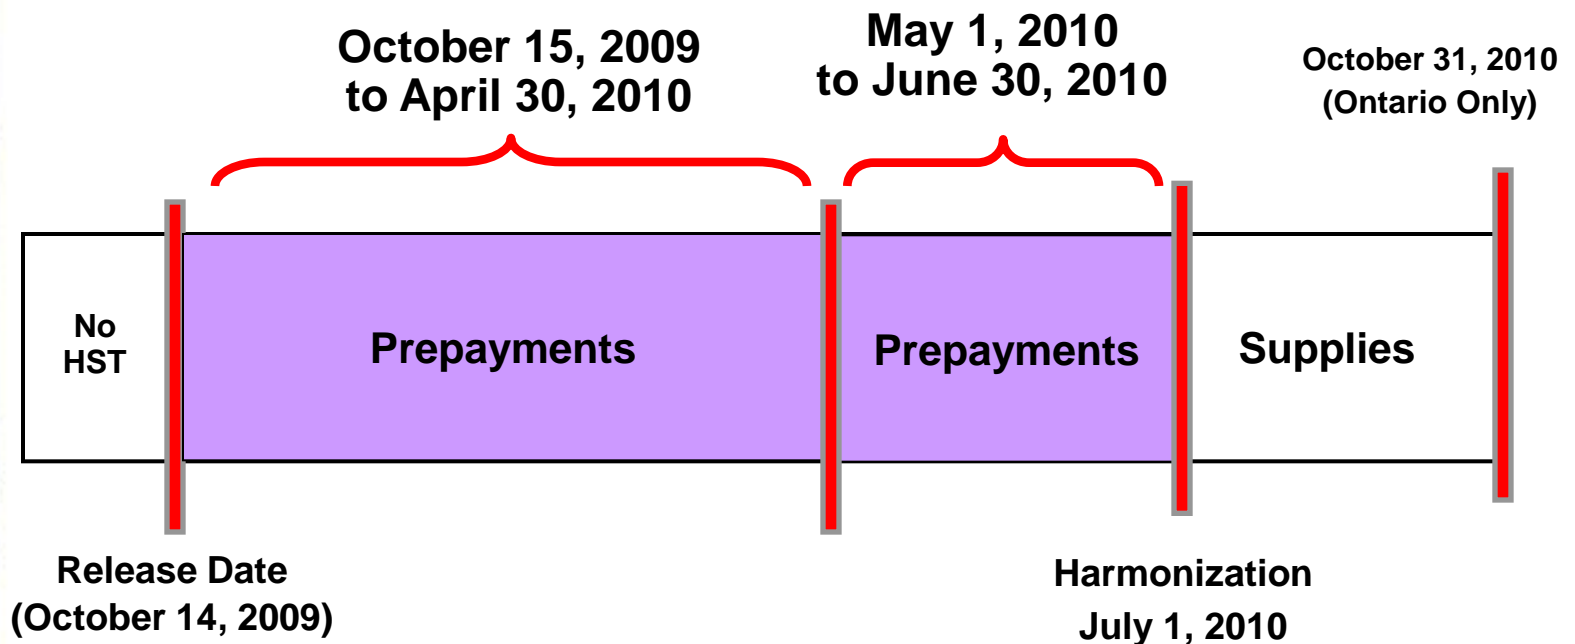 October 15, 2009
to April 30, 2010
May 1, 2010
to June 30, 2010
October 31, 2010
(Ontario Only)
No
HST
Prepayments
Prepayments
Supplies
Release Date
(October 14, 2009)
Harmonization
July 1, 2010